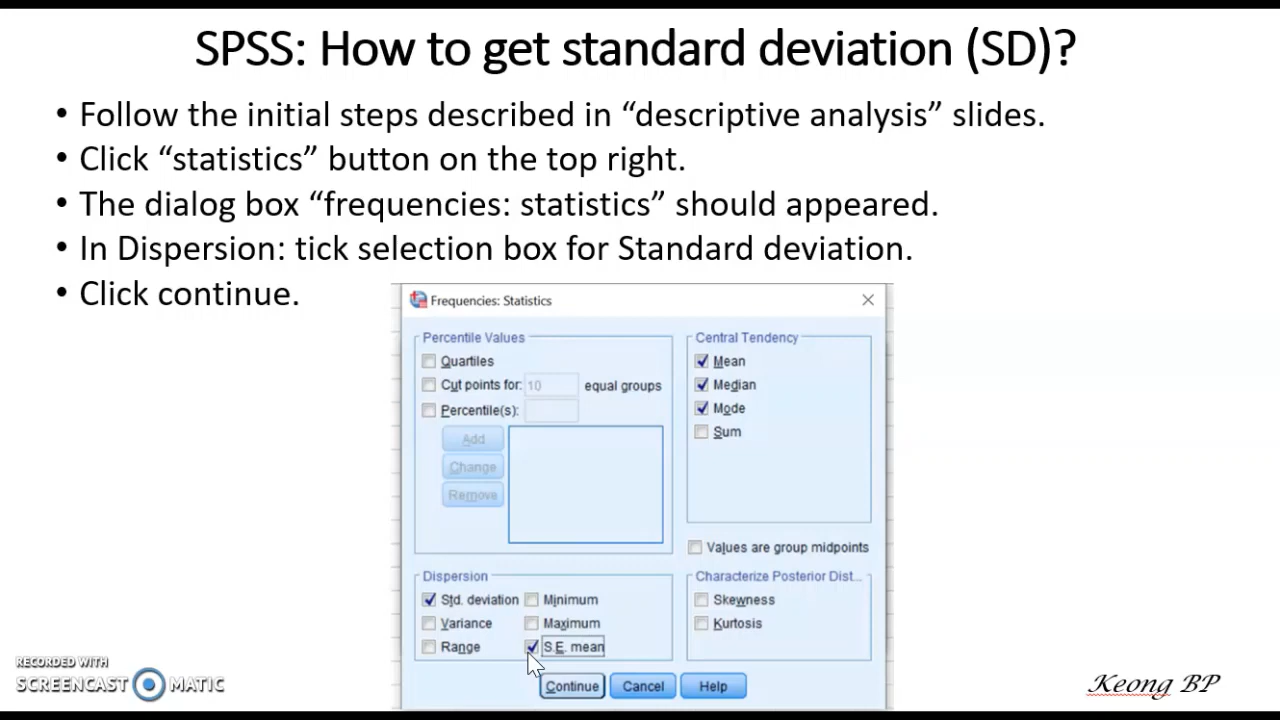 SPSS: How to get standard deviation (SD)?
• Follow the initial steps described in “descriptive analysis” slides.
• Click “statistics” button on the top right.
• The dialog box “frequencies: statistics” should appeared.
• In Dispersion: tick selection box for Standard deviation.
• Click continue.
Frequencies: Statistics
Percentile Values
Quartiles
Cut points for: 10 equal groups
Percentile(s):
Add
Change
Remove
Central Tendency
Mean
Median
Mode
Sum
Values are group midpoints
Dispersion
Std. deviation Minimum
Variance Maximum
Range S.E. mean
Characterize Posterior Dist...
Skewness
Kurtosis
Continue Cancel Help
RECORDED WITH
SCREENCAST MATIC
Keong BP